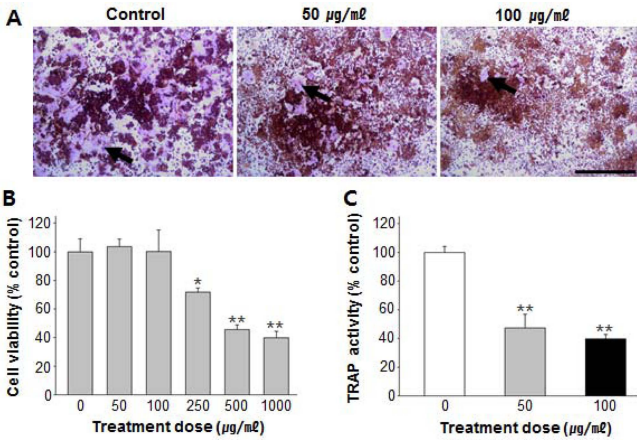 A
Control
50 μg/㎖
100 μg/㎖
B
Cell viability (% control)
120
100
80
60
40
20
0
*
**
**
0 50 100 250 500 1000
Treatment dose (μg/㎖)
C
TRAP activity (% control)
120
100
80
60
40
20
0
**
**
0 50 100
Treatment dose (μg/㎖)